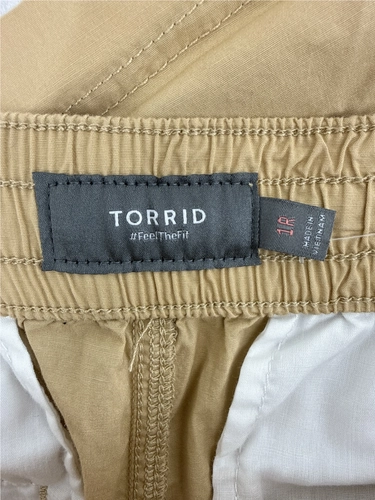 TORRID
#FeelTheFit
1R
MADE IN
VIETNAM